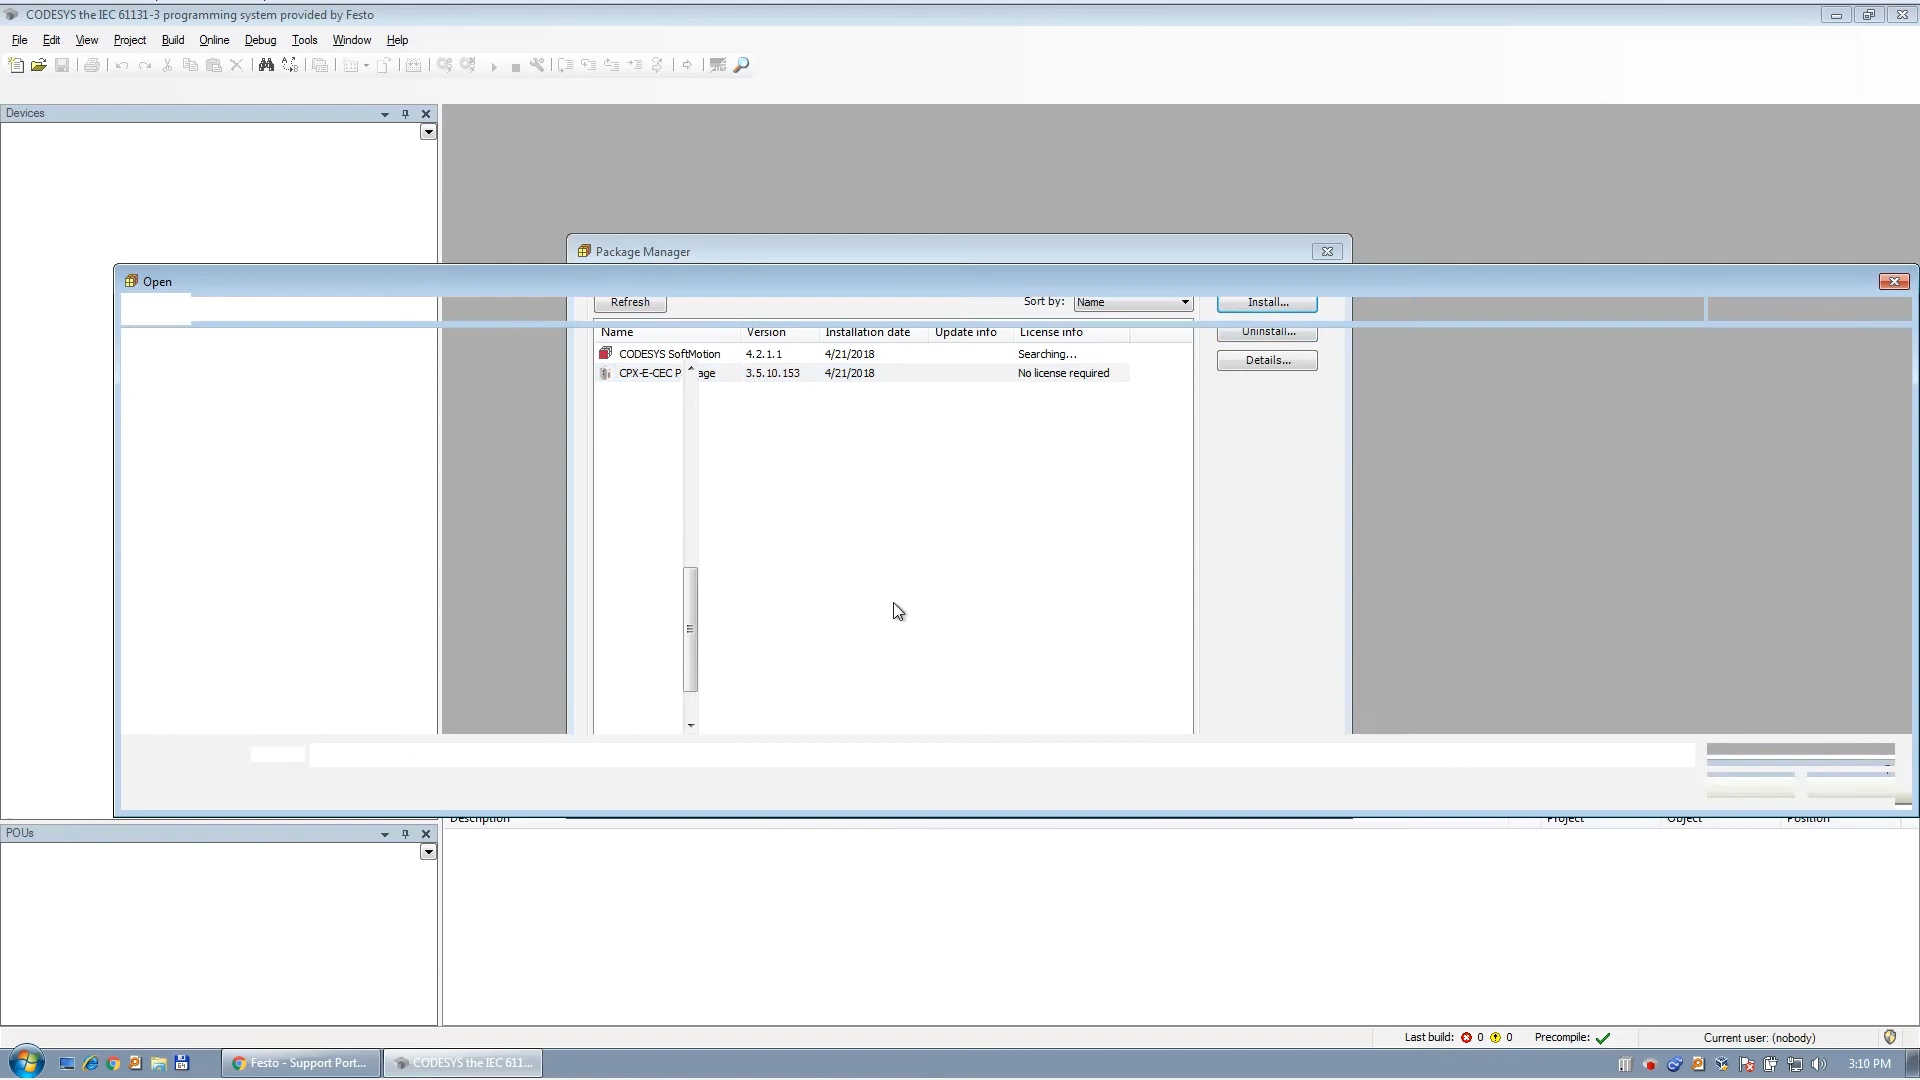 CODESYS the IEC 61131-3 programming system provided by Festo
File Edit View Project Build Online Debug Tools Window Help
Devices
Package Manager
Open
Refresh
Sort by: Name
Install...
Name Version Installation date Update info License info
Uninstall...
CODESYS SoftMotion 4.2.1.1 4/21/2018 Searching...
Details...
CPX-E-CEC P age 3.5.10.153 4/21/2018 No license required
Description Project Object Position
POUs
Last build: 0 0 Precompile: Current user: (nobody)
Festo - Support Port...
CODESYS the IEC 611...
3:10 PM